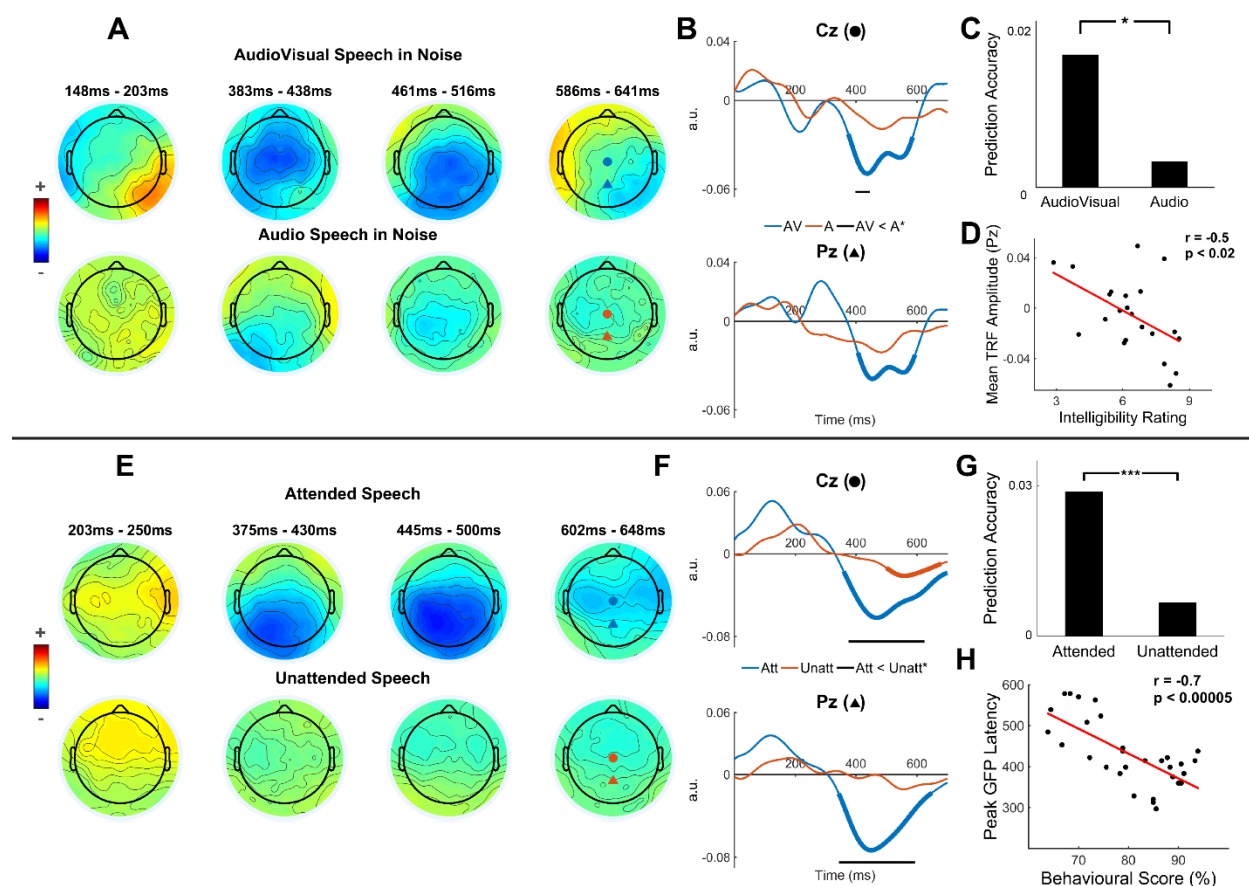 A
AudioVisual Speech in Noise
148ms - 203ms 383ms - 438ms 461ms - 516ms 586ms - 641ms
+
-
Audio Speech in Noise
B
Cz (●)
0.04
0
-0.06
a.u.
200 400 600
AV A AV < A*
Pz (▲)
0.04
0
-0.06
a.u.
200 400 600
Time (ms)
C
*
0.02
0
Prediction Accuracy
AudioVisual Audio
D
r = -0.5
p < 0.02
0.04
0
-0.04
Mean TRF Amplitude (Pz)
3 6 9
Intelligibility Rating
E
Attended Speech
203ms - 250ms 375ms - 430ms 445ms - 500ms 602ms - 648ms
+
-
Unattended Speech
F
Cz (●)
0.06
0
-0.08
a.u.
200 400 600
Att Unatt Att < Unatt*
Pz (▲)
0.06
0
-0.08
a.u.
200 400 600
Time (ms)
G
***
0.03
0
Prediction Accuracy
Attended Unattended
H
r = -0.7
p < 0.00005
600
500
400
300
Peak GFP Latency
70 80 90
Behavioural Score (%)